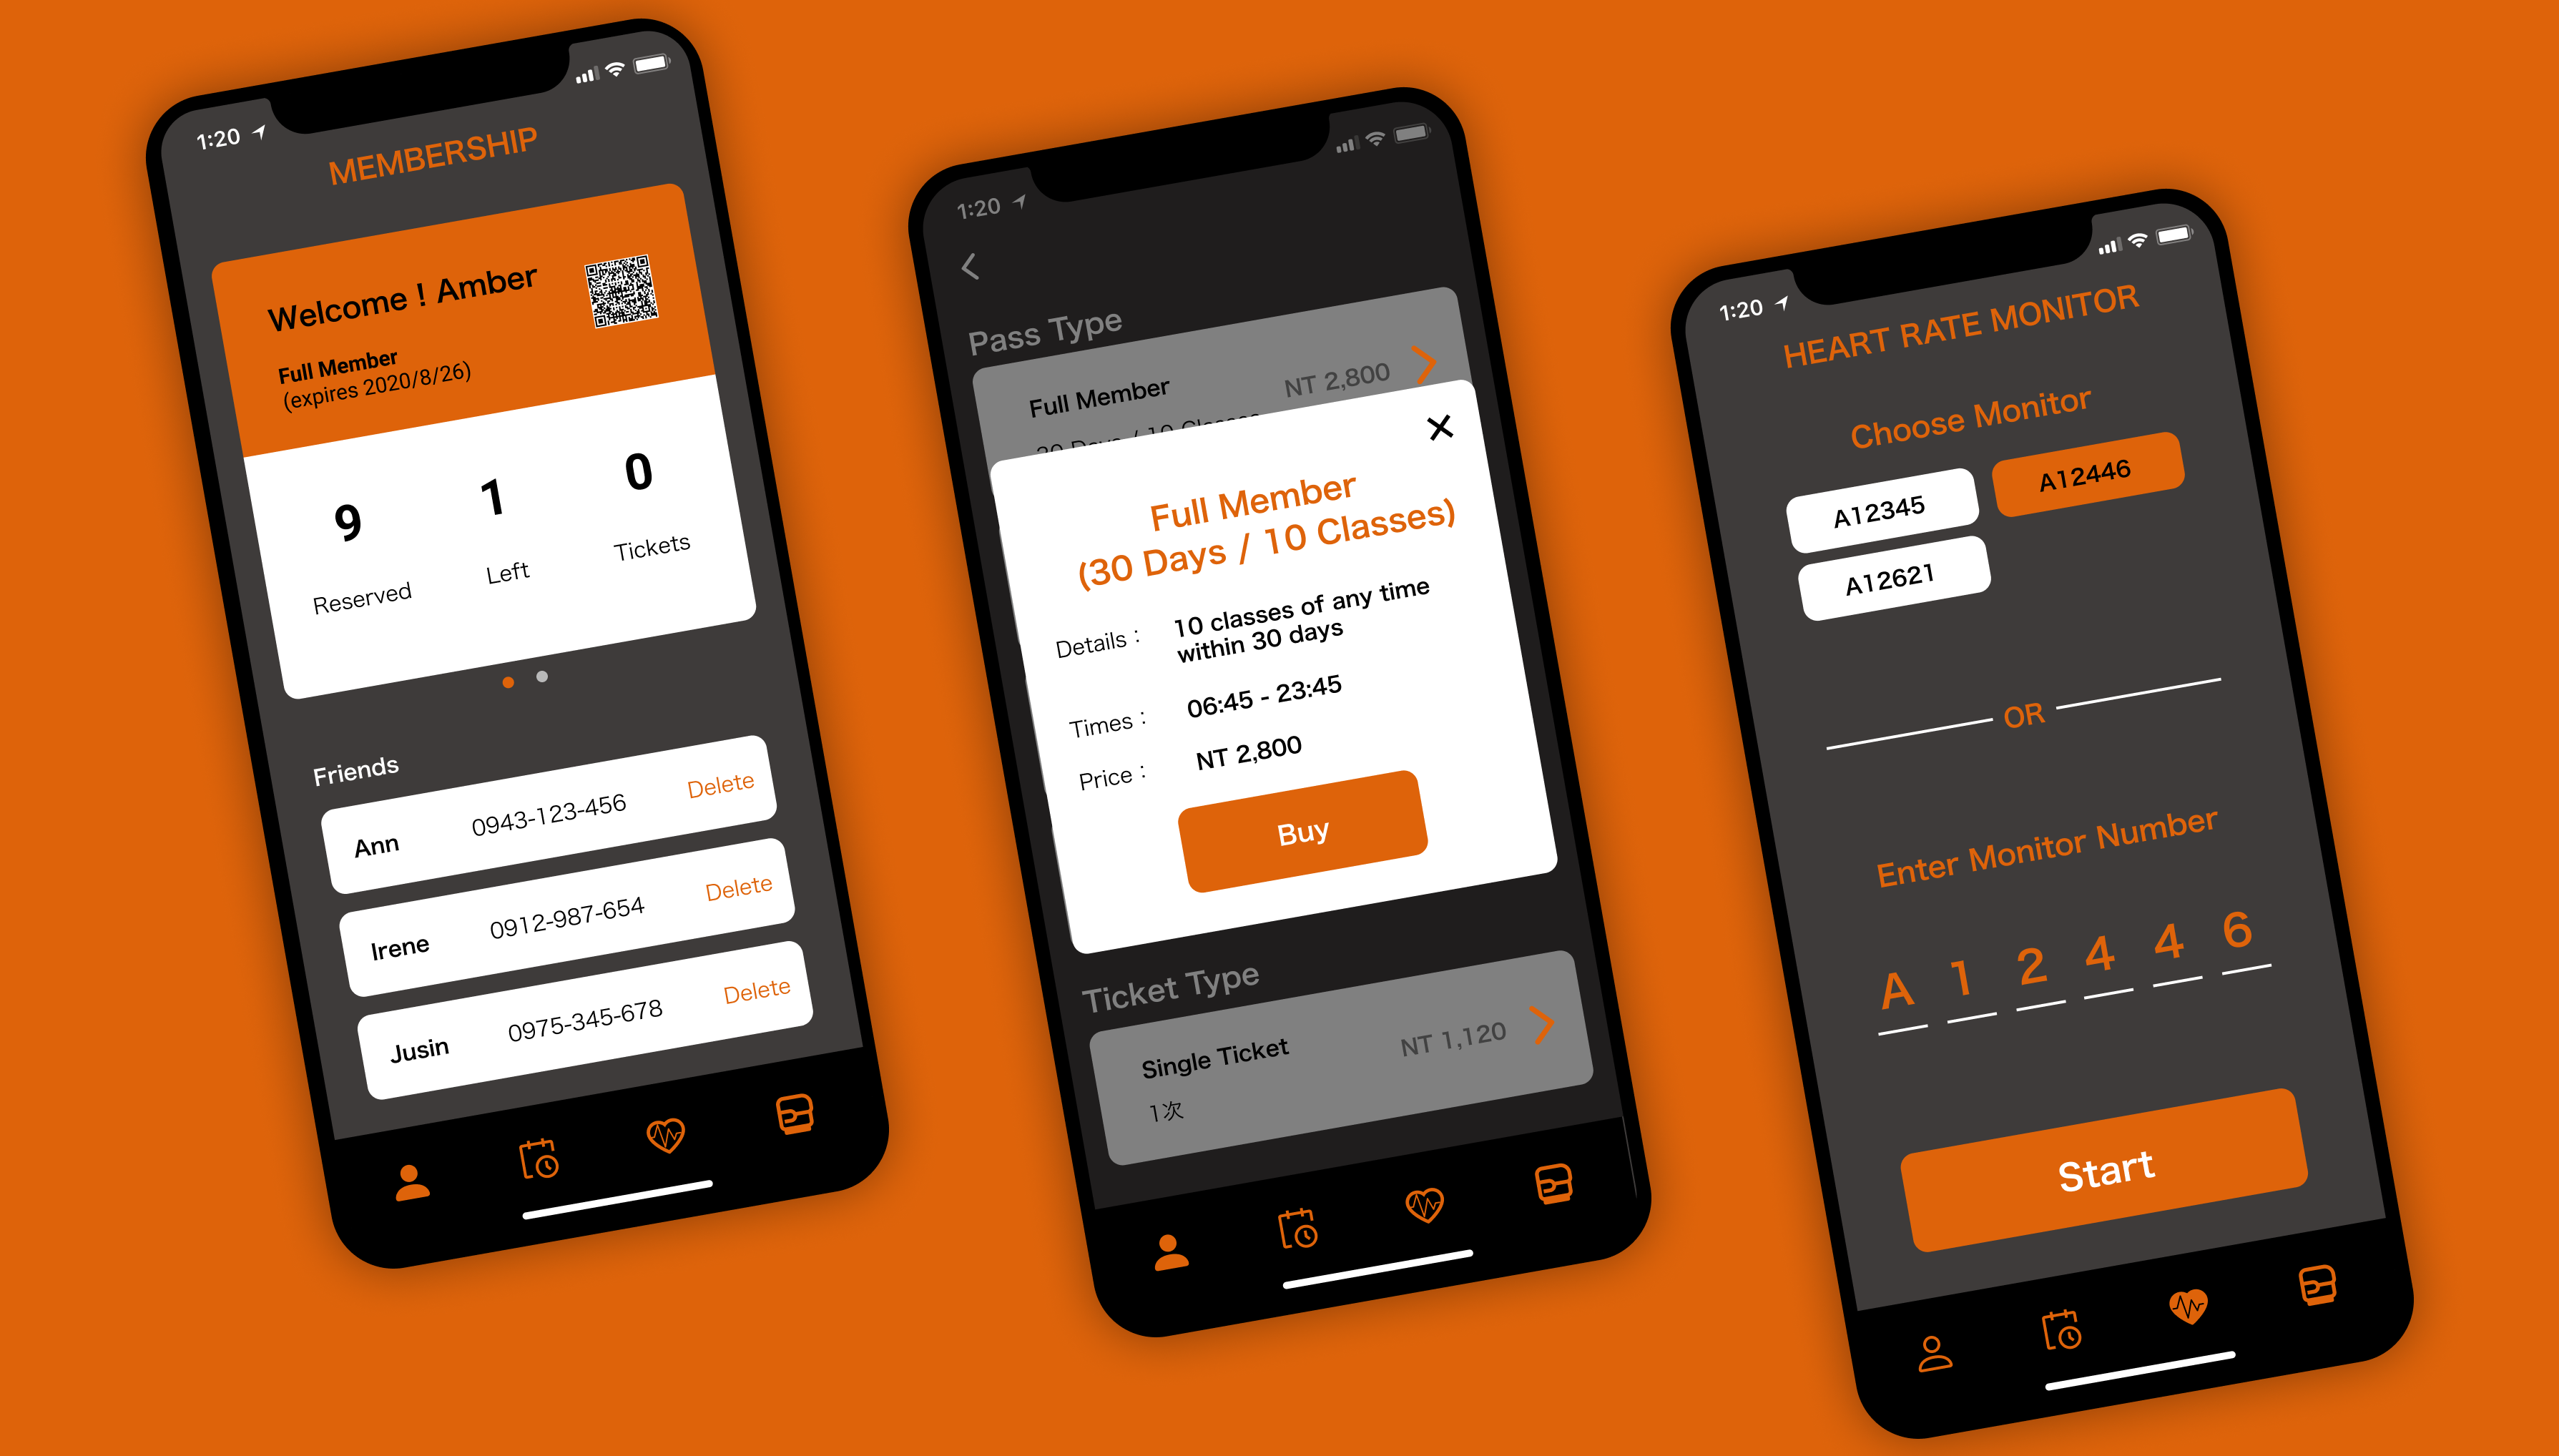 1:20
MEMBERSHIP
Welcome ! Amber
Full Member
(expires 2020/8/26)
9 1 0
Reserved Left Tickets
Friends
Ann 0943-123-456 Delete
Irene 0912-987-654 Delete
Jusin 0975-345-678 Delete
1:20
Pass Type
Full Member NT 2,800
30 Days / 10 Classes
Full Member
(30 Days / 10 Classes)
Details : 10 classes of any time
within 30 days
Times : 06:45 - 23:45
Price : NT 2,800
Buy
Ticket Type
Single Ticket NT 1,120
1次
1:20
HEART RATE MONITOR
Choose Monitor
A12345 A12446
A12621
OR
Enter Monitor Number
A 1 2 4 4 6
Start